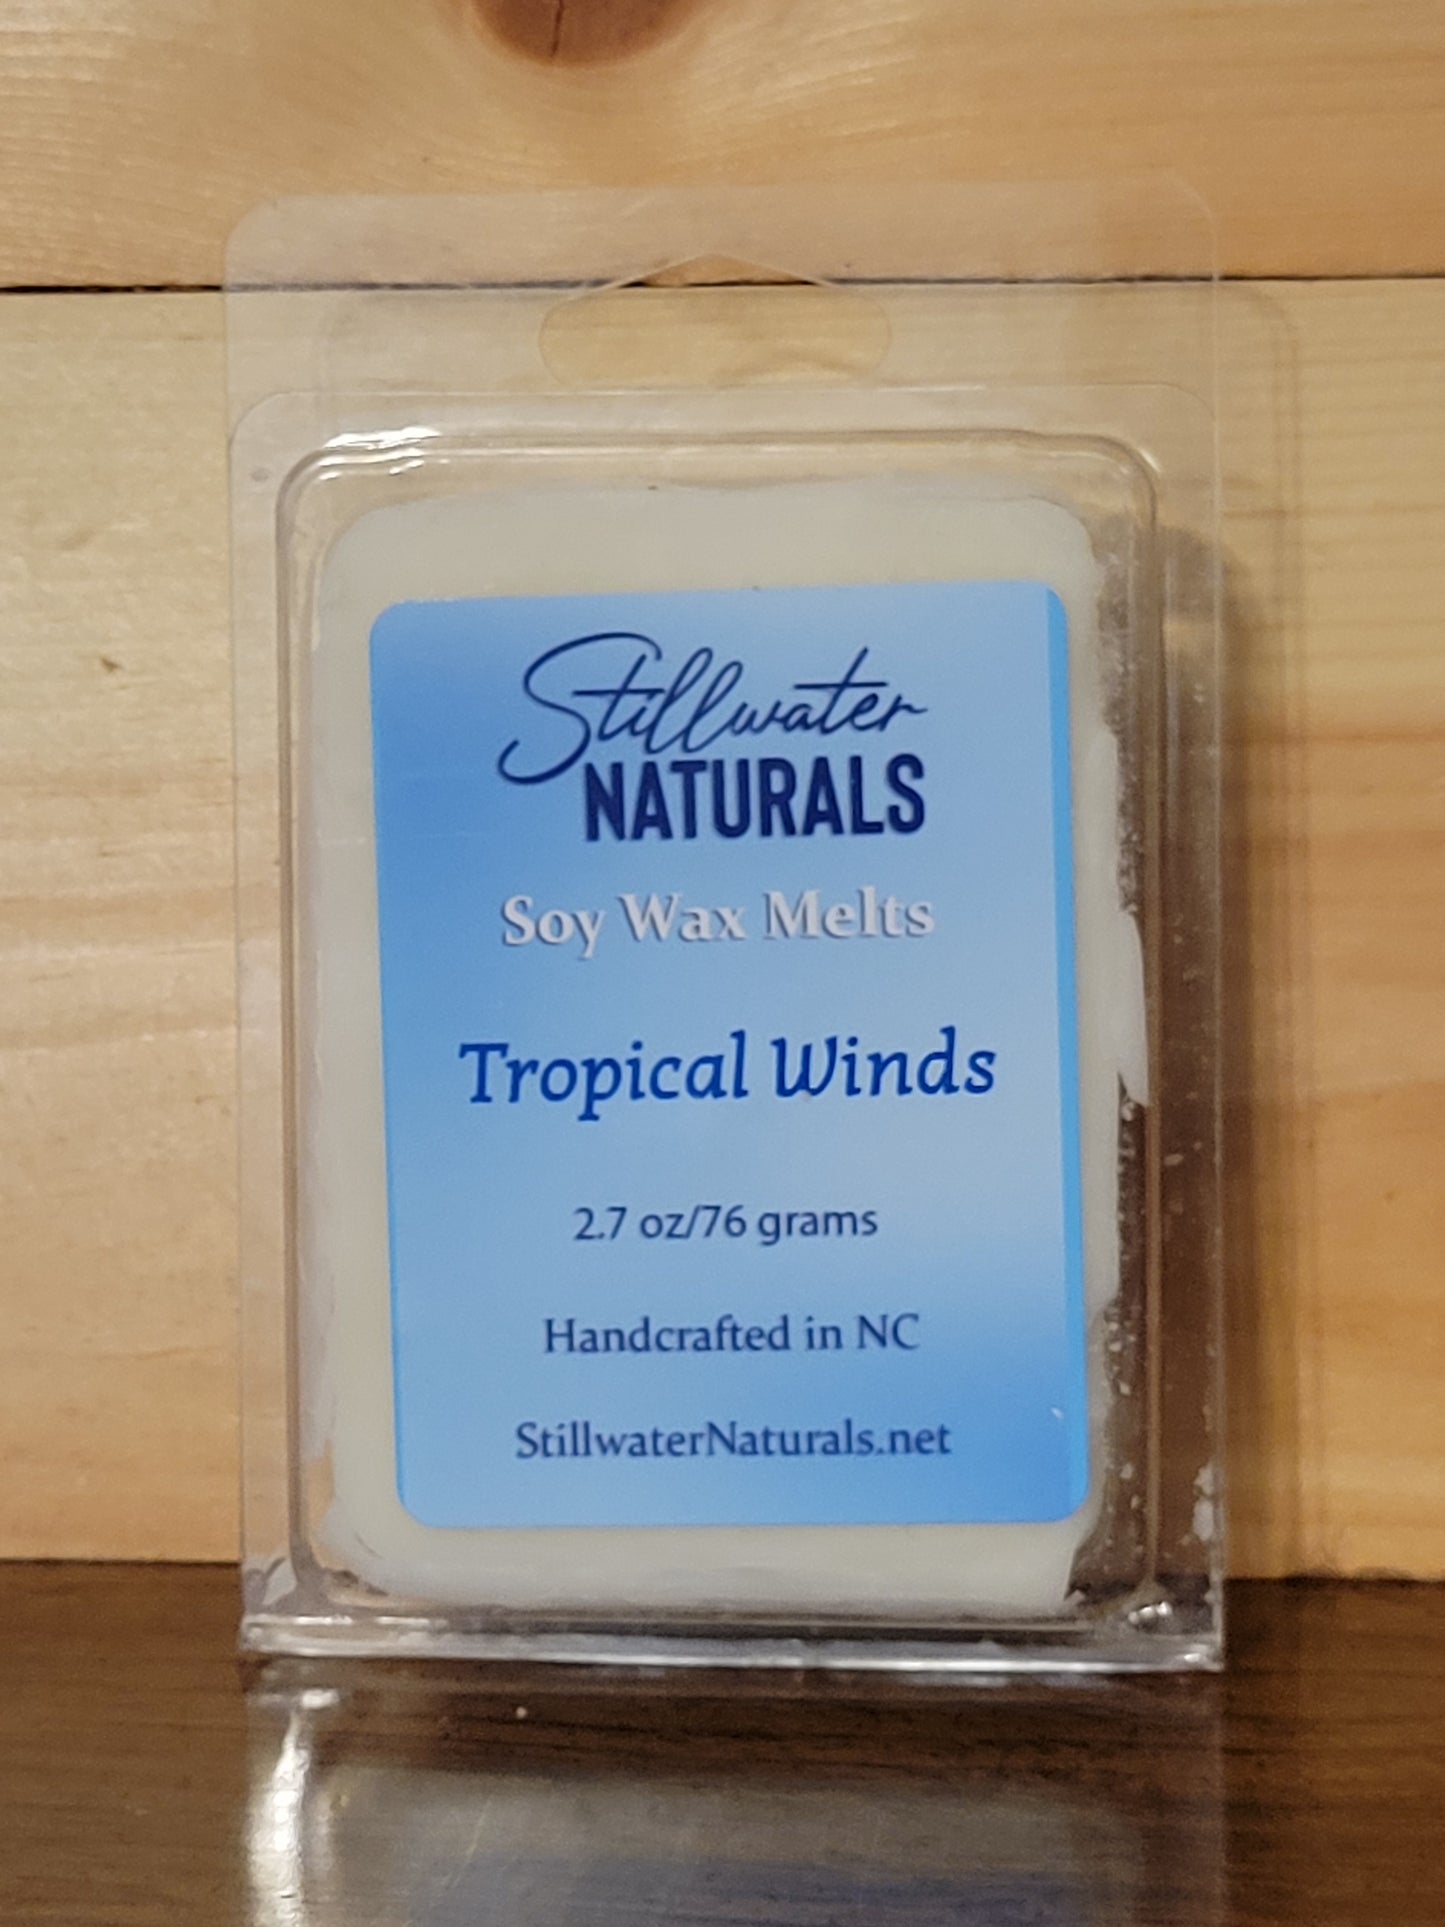 Stillwater
NATURALS
Soy Wax Melts
Tropical Winds
2.7 oz/76 grams
Handcrafted in NC
StillwaterNaturals.net